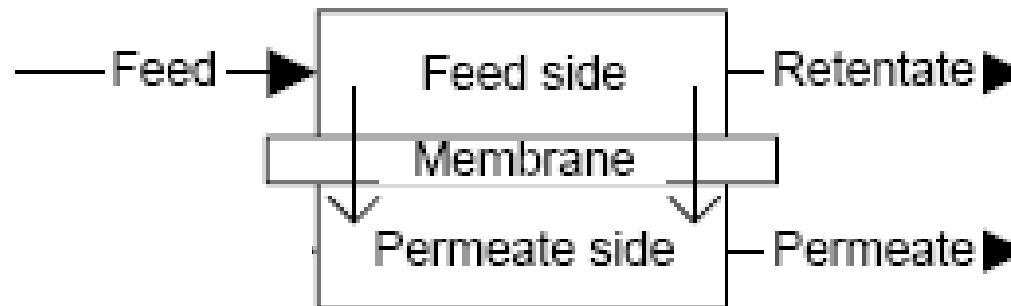 Feed
Feed side
Retentate
Membrane
Permeate side
Permeate